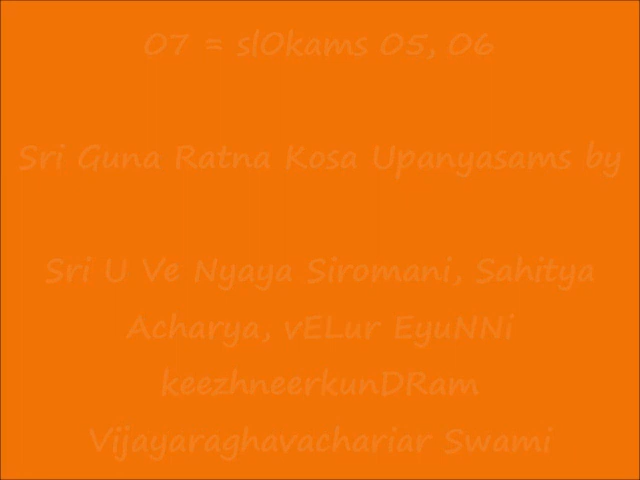 07 = slOkams 05, 06
Sri Guna Ratna Kosa Upanyasams by
Sri U Ve Nyaya Siromani, Sahitya
Acharya, vELur EyuNNi
keezhneerkunDRam
Vijayaraghavachariar Swami